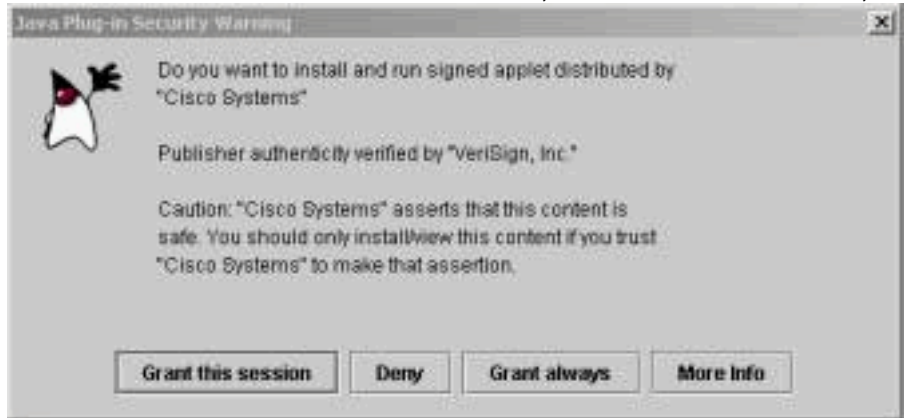 Java Plug-in Security Warning
Do you want to install and run signed applet distributed by
"Cisco Systems"
Publisher authenticity verified by "VeriSign, Inc."
Caution: "Cisco Systems" asserts that this content is
safe. You should only install/view this content if you trust
"Cisco Systems" to make that assertion.
Grant this session Deny Grant always More Info